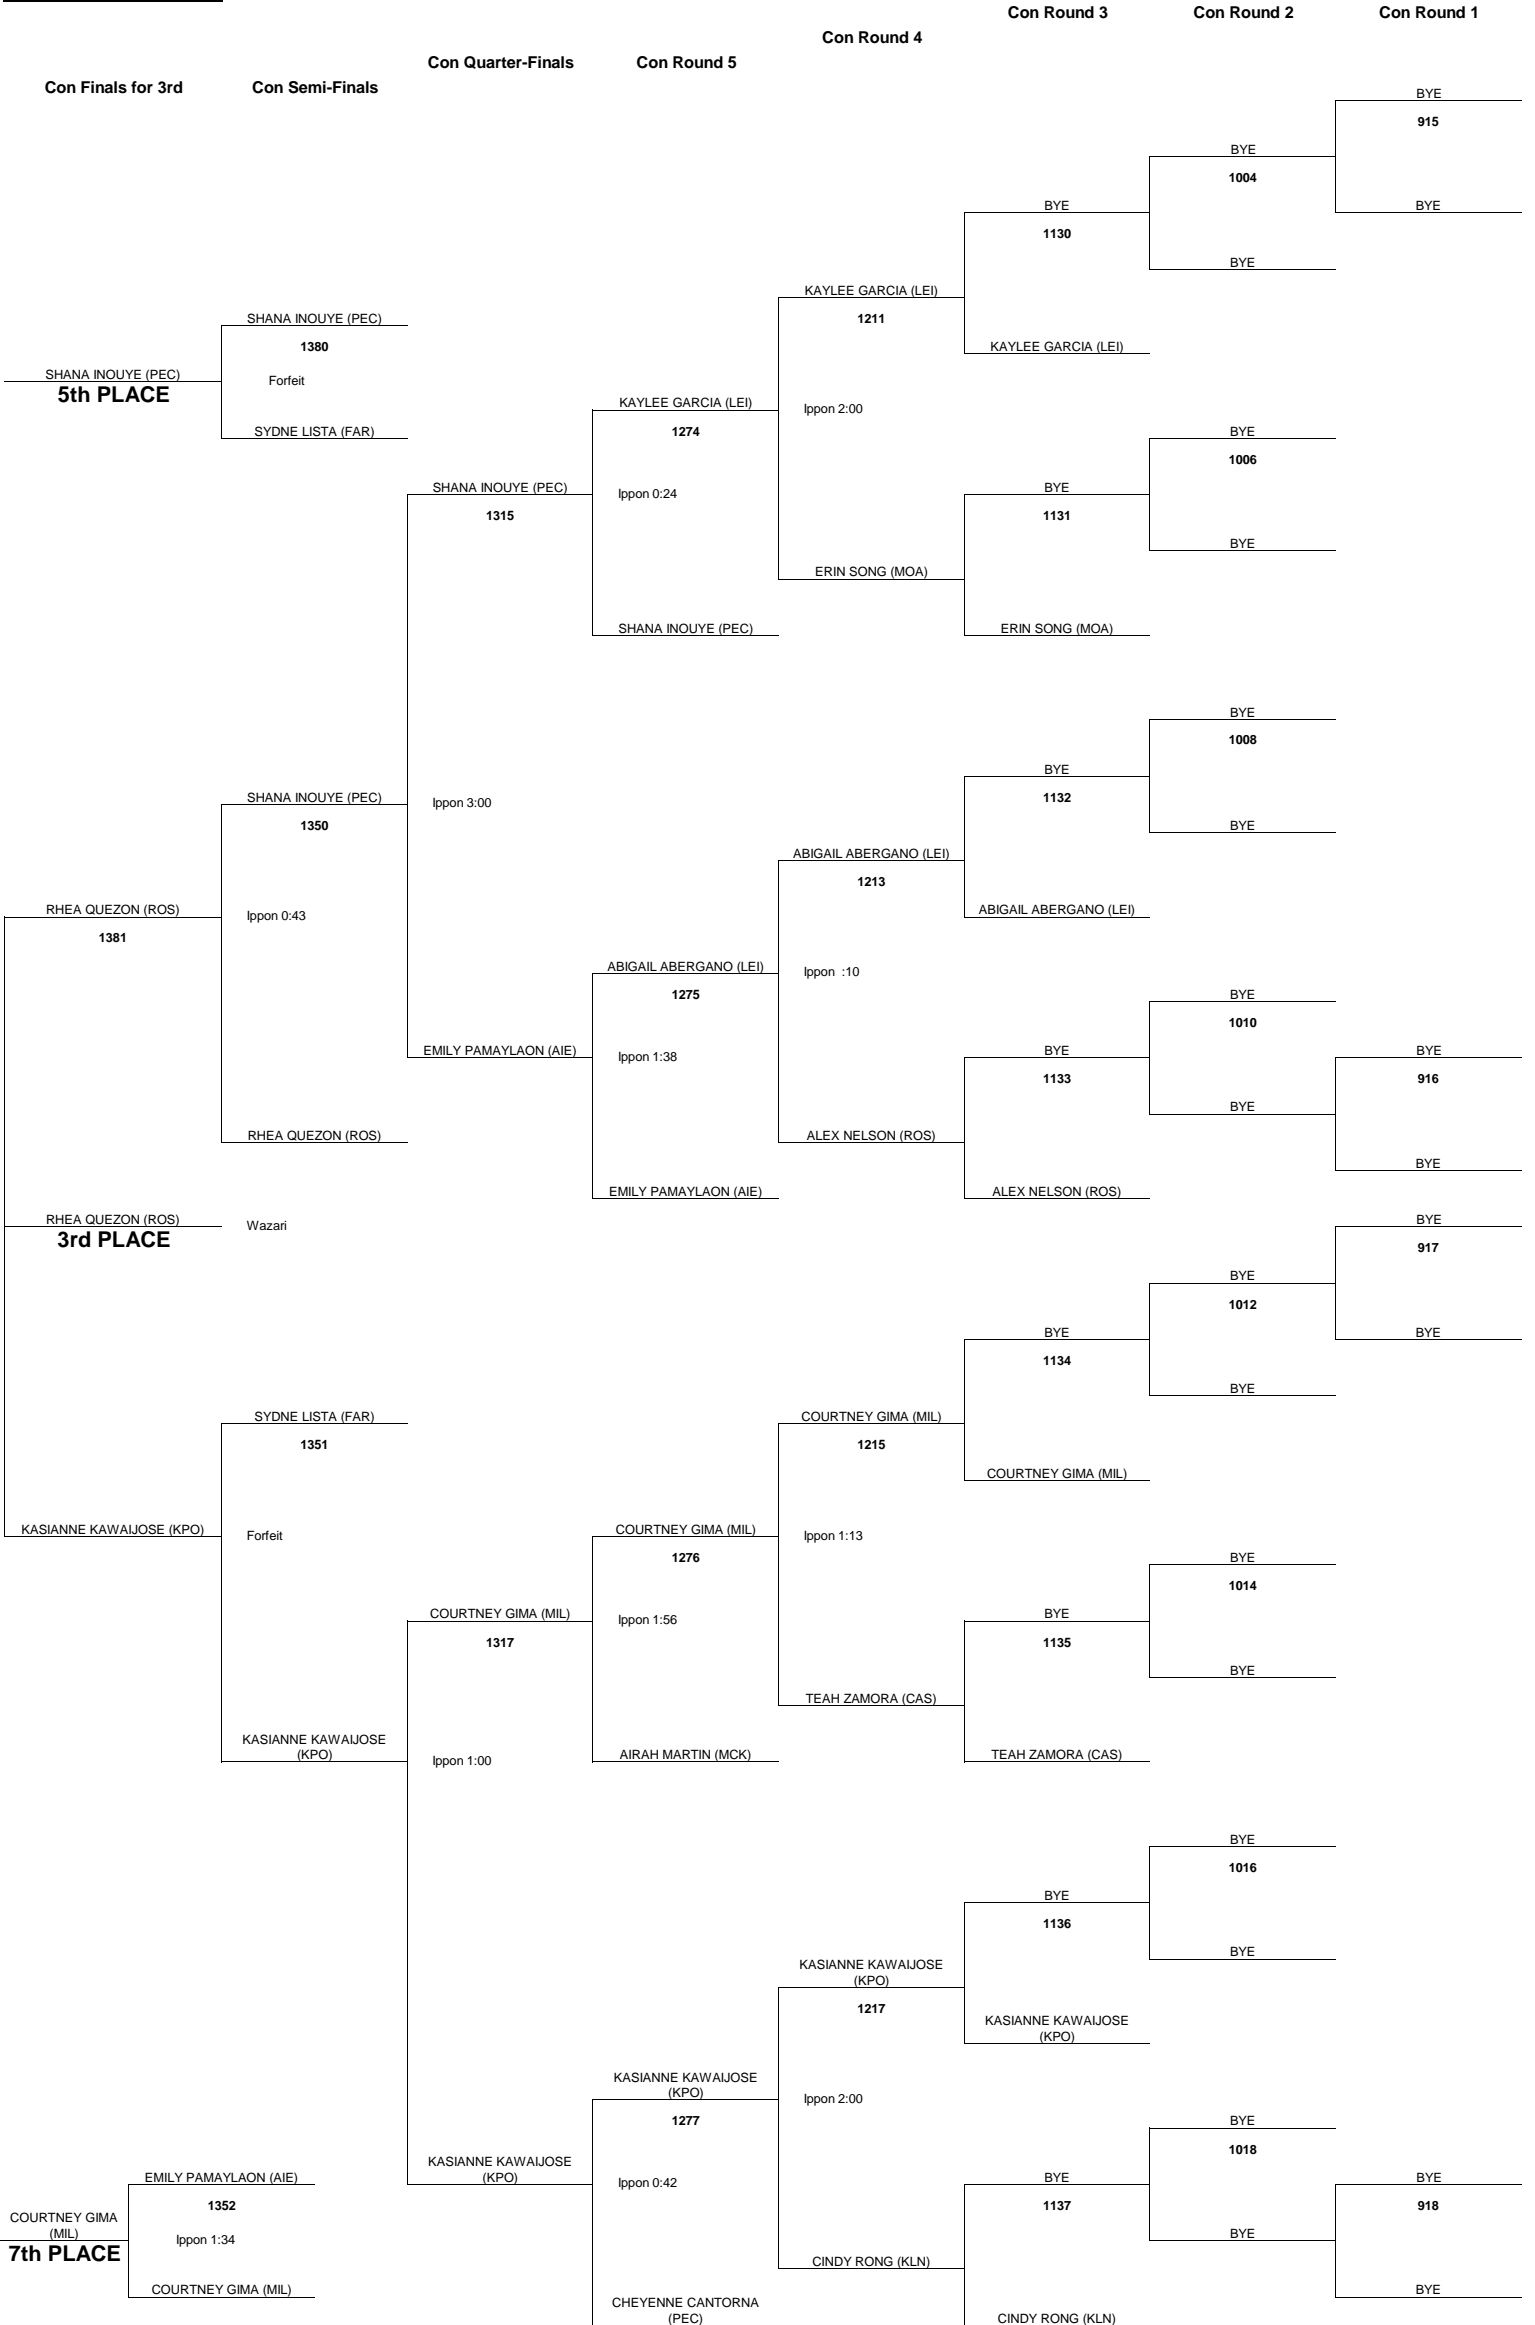 Con Round 3
Con Round 2
Con Round 1
Con Round 4
Con Quarter-Finals
Con Round 5
Con Finals for 3rd
Con Semi-Finals
BYE
915
BYE
1004
BYE
BYE
1130
BYE
KAYLEE GARCIA (LEI)
SHANA INOUYE (PEC)
1211
1380
KAYLEE GARCIA (LEI)
SHANA INOUYE (PEC)
Forfeit
5th PLACE
KAYLEE GARCIA (LEI)
Ippon 2:00
SYDNE LISTA (FAR)
1274
BYE
1006
SHANA INOUYE (PEC)
Ippon 0:24
BYE
1315
1131
BYE
ERIN SONG (MOA)
SHANA INOUYE (PEC)
ERIN SONG (MOA)
BYE
1008
BYE
SHANA INOUYE (PEC)
Ippon 3:00
1132
1350
BYE
ABIGAIL ABERGANO (LEI)
1213
RHEA QUEZON (ROS)
Ippon 0:43
ABIGAIL ABERGANO (LEI)
1381
ABIGAIL ABERGANO (LEI)
Ippon :10
1275
BYE
1010
EMILY PAMAYLAON (AIE)
Ippon 1:38
BYE
BYE
1133
916
BYE
RHEA QUEZON (ROS)
ALEX NELSON (ROS)
BYE
EMILY PAMAYLAON (AIE)
ALEX NELSON (ROS)
RHEA QUEZON (ROS)
Wazari
BYE
3rd PLACE
917
BYE
1012
BYE
BYE
1134
BYE
SYDNE LISTA (FAR)
COURTNEY GIMA (MIL)
1351
1215
COURTNEY GIMA (MIL)
KASIANNE KAWAIJOSE (KPO)
Forfeit
COURTNEY GIMA (MIL)
Ippon 1:13
1276
BYE
1014
COURTNEY GIMA (MIL)
Ippon 1:56
BYE
1317
1135
BYE
TEAH ZAMORA (CAS)
KASIANNE KAWAIJOSE
(KPO)
Ippon 1:00
AIRAH MARTIN (MCK)
TEAH ZAMORA (CAS)
BYE
1016
BYE
1136
BYE
KASIANNE KAWAIJOSE
(KPO)
1217
KASIANNE KAWAIJOSE
(KPO)
KASIANNE KAWAIJOSE
(KPO)
Ippon 2:00
1277
BYE
1018
KASIANNE KAWAIJOSE
(KPO)
EMILY PAMAYLAON (AIE)
Ippon 0:42
BYE
BYE
1352
1137
918
COURTNEY GIMA
(MIL)
Ippon 1:34
BYE
7th PLACE
CINDY RONG (KLN)
COURTNEY GIMA (MIL)
BYE
CHEYENNE CANTORNA
(PEC)
CINDY RONG (KLN)